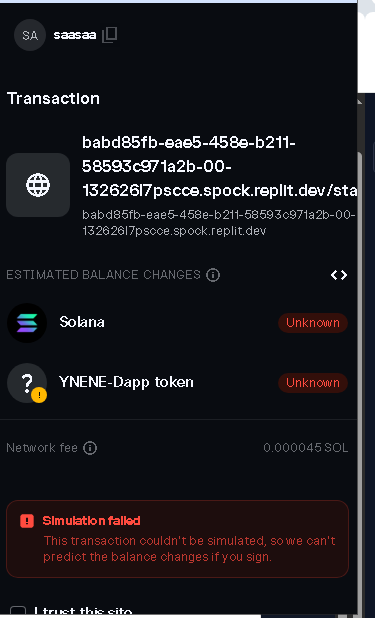 SA saasaa
Transaction
babd85fb-eae5-458e-b211-
58593c971a2b-00-
132626l7pscce.spock.replit.dev/sta
babd85fb-eae5-458e-b211-58593c971a2b-00-
132626l7pscce.spock.replit.dev
ESTIMATED BALANCE CHANGES
Solana Unknown
YNENE-Dapp token Unknown
Network fee 0.000045 SOL
Simulation failed
This transaction couldn't be simulated, so we can't
predict the balance changes if you sign.
I trust this site